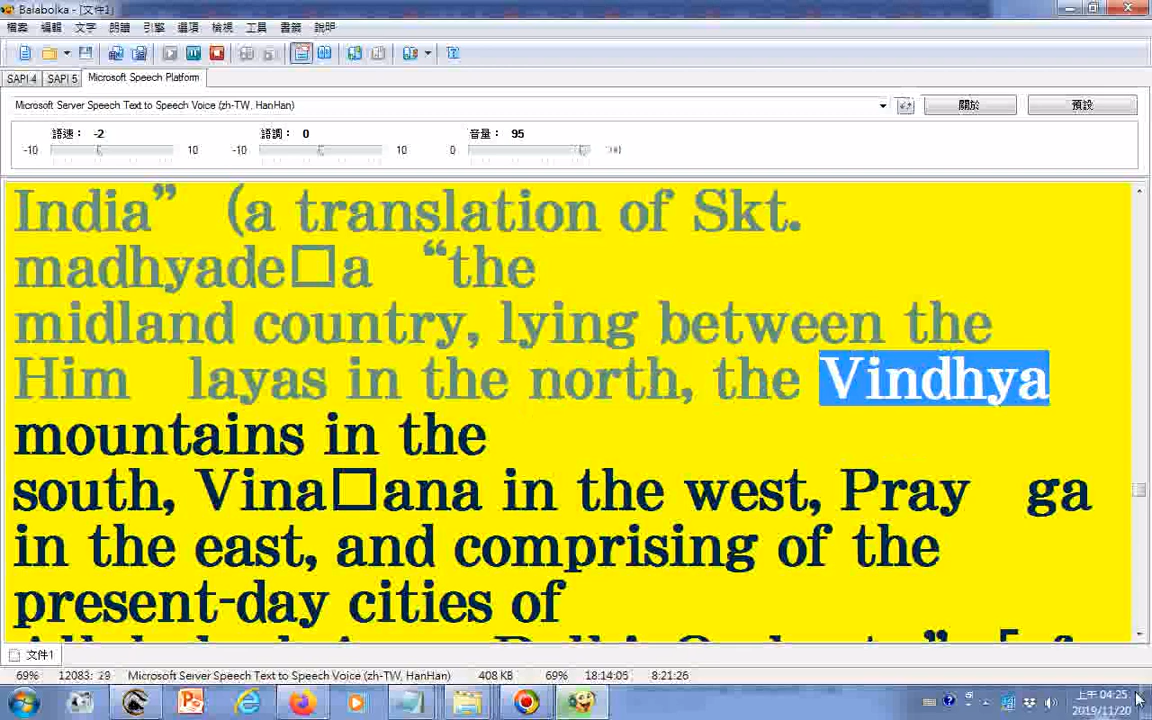 Balabolka - [文件1]
檔案 編輯 文字 朗讀 引擎 選項 檢視 工具 書籤 說明
SAPI 4 SAPI 5 Microsoft Speech Platform
Microsoft Server Speech Text to Speech Voice (zh-TW, HanHan) 關於 預設
語速： -2 語調： 0 音量： 95
-10 10 -10 10 0
India” (a translation of Skt.
madhyade□a “the
midland country, lying between the
Him layas in the north, the Vindhya
mountains in the
south, Vina□ana in the west, Pray ga
in the east, and comprising of the
present-day cities of
文件1
69% 12083: 29 Microsoft Server Speech Text to Speech Voice (zh-TW, HanHan) 408 KB 69% 18:14:05 8:21:26
上午 04:25
2019/11/20